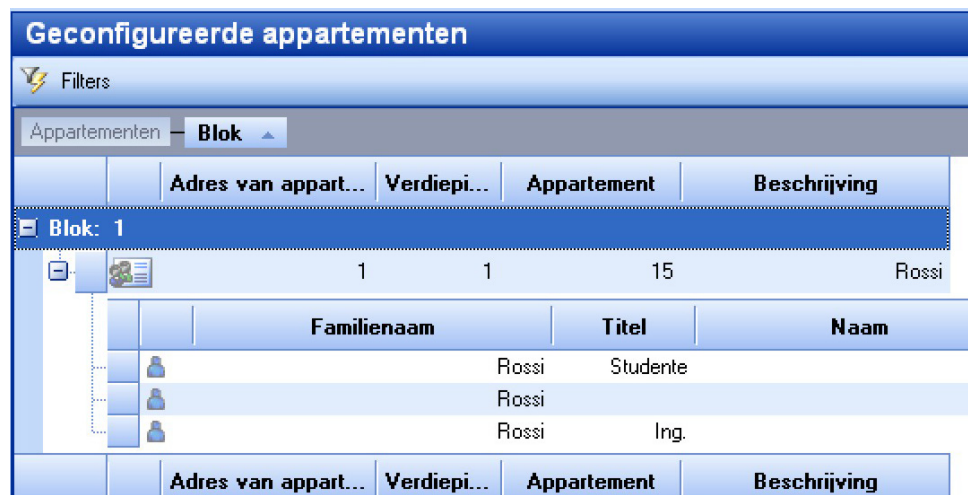 Geconfigureerde appartementen
Filters
Appartementen Blok
Adres van appart... Verdiepi... Appartement Beschrijving
Blok: 1
1 1 15 Rossi
Familienaam Titel Naam
Rossi Studente
Rossi
Rossi Ing.
Adres van appart... Verdiepi... Appartement Beschrijving